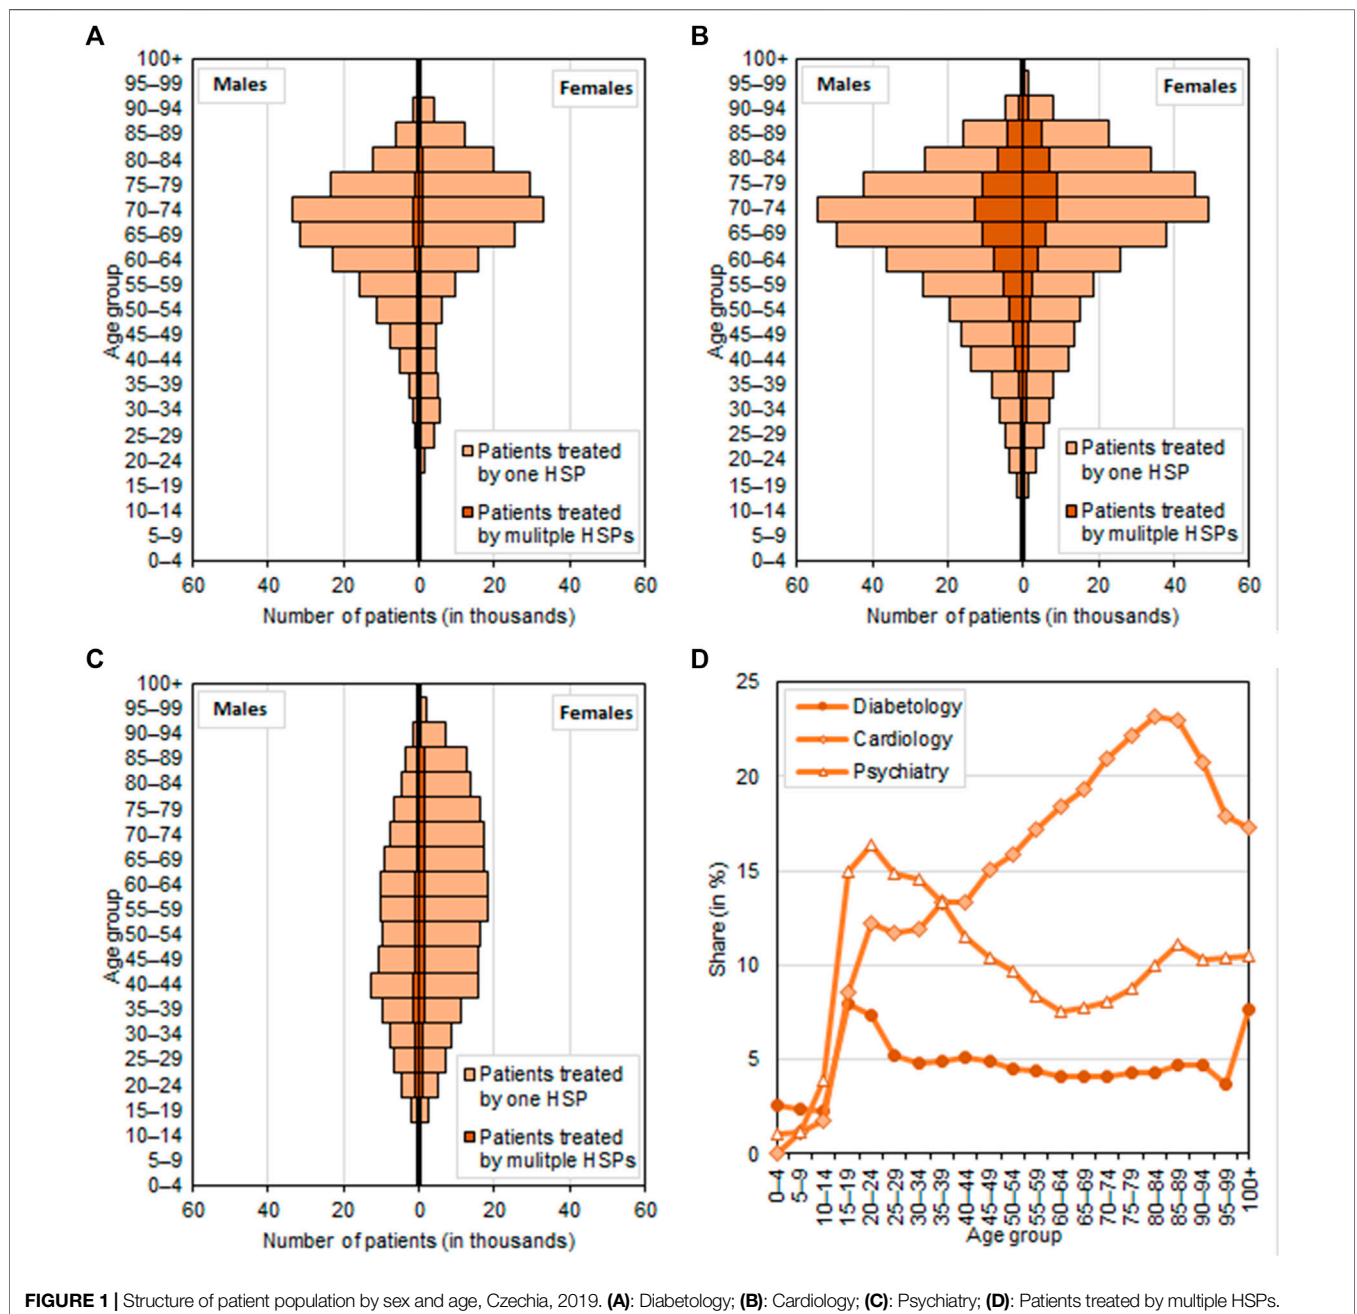 A
100+
95–99
90–94
85–89
80–84
75–79
70–74
65–69
60–64
55–59
50–54
45–49
40–44
35–39
30–34
25–29
20–24
15–19
10–14
5–9
0–4
Age group
Males
Females
Patients treated
by one HSP
Patients treated
by mulitple HSPs
60 40 20 0 20 40 60
Number of patients (in thousands)
B
100+
95–99
90–94
85–89
80–84
75–79
70–74
65–69
60–64
55–59
50–54
45–49
40–44
35–39
30–34
25–29
20–24
15–19
10–14
5–9
0–4
Age group
Males
Females
Patients treated
by one HSP
Patients treated
by mulitple HSPs
60 40 20 0 20 40 60
Number of patients (in thousands)
C
100+
95–99
90–94
85–89
80–84
75–79
70–74
65–69
60–64
55–59
50–54
45–49
40–44
35–39
30–34
25–29
20–24
15–19
10–14
5–9
0–4
Age group
Males
Females
Patients treated
by one HSP
Patients treated
by mulitple HSPs
60 40 20 0 20 40 60
Number of patients (in thousands)
D
25
20
15
10
5
0
Share (in %)
Diabetology
Cardiology
Psychiatry
0–4 5–9 10–14 15–19 20–24 25–29 30–34 35–39 40–44 45–49 50–54 55–59 60–64 65–69 70–74 75–79 80–84 85–89 90–94 95–99 100+
Age group
FIGURE 1 | Structure of patient population by sex and age, Czechia, 2019. (A): Diabetology; (B): Cardiology; (C): Psychiatry; (D): Patients treated by multiple HSPs.